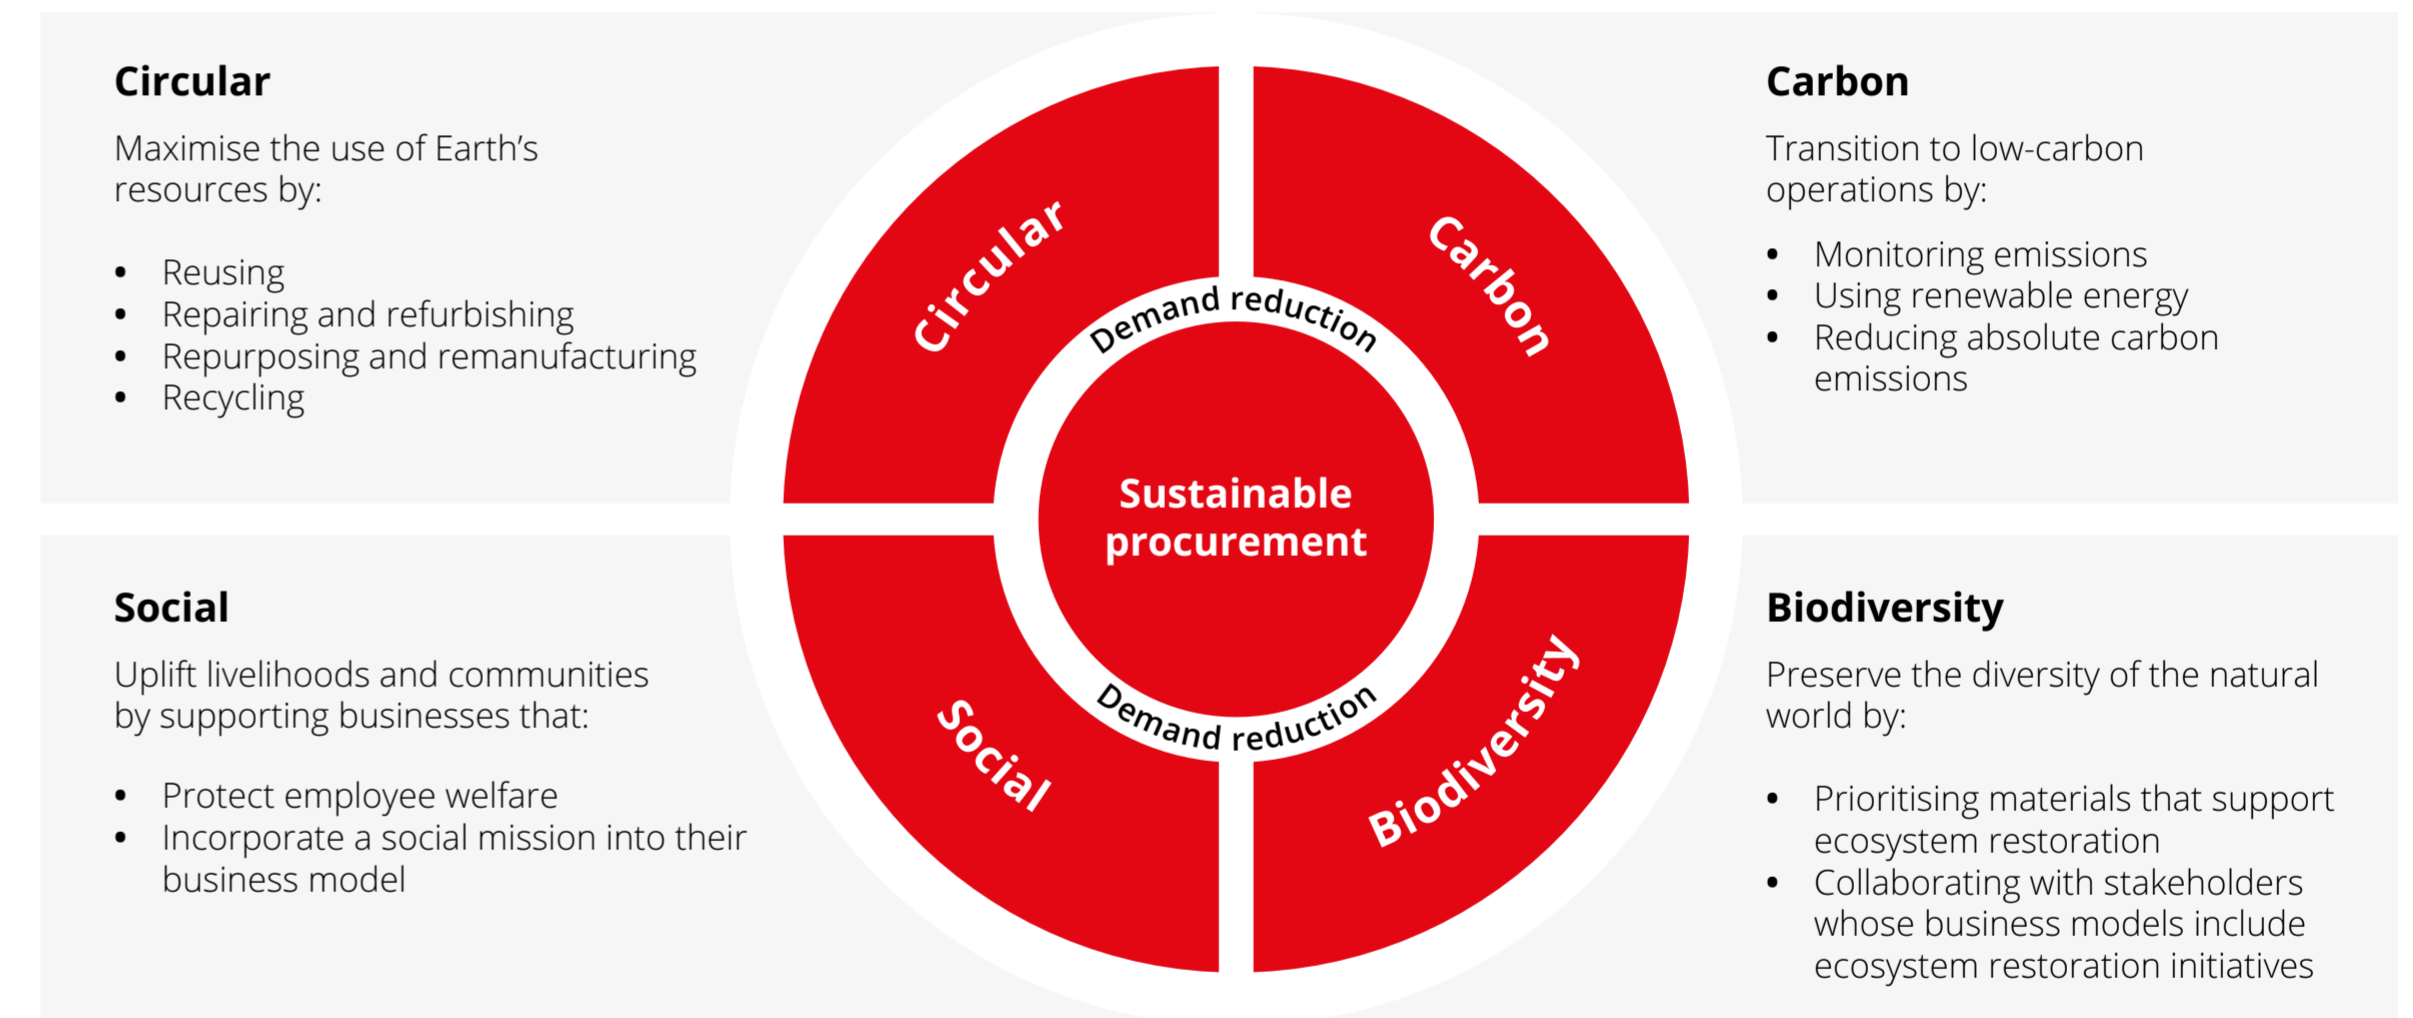 Circular
Maximise the use of Earth’s
resources by:
• Reusing
• Repairing and refurbishing
• Repurposing and remanufacturing
• Recycling
Carbon
Transition to low-carbon
operations by:
• Monitoring emissions
• Using renewable energy
• Reducing absolute carbon
emissions
Circular
Carbon
Demand reduction
Sustainable
procurement
Demand reduction
Social
Biodiversity
Social
Uplift livelihoods and communities
by supporting businesses that:
• Protect employee welfare
• Incorporate a social mission into their
business model
Biodiversity
Preserve the diversity of the natural
world by:
• Prioritising materials that support
ecosystem restoration
• Collaborating with stakeholders
whose business models include
ecosystem restoration initiatives